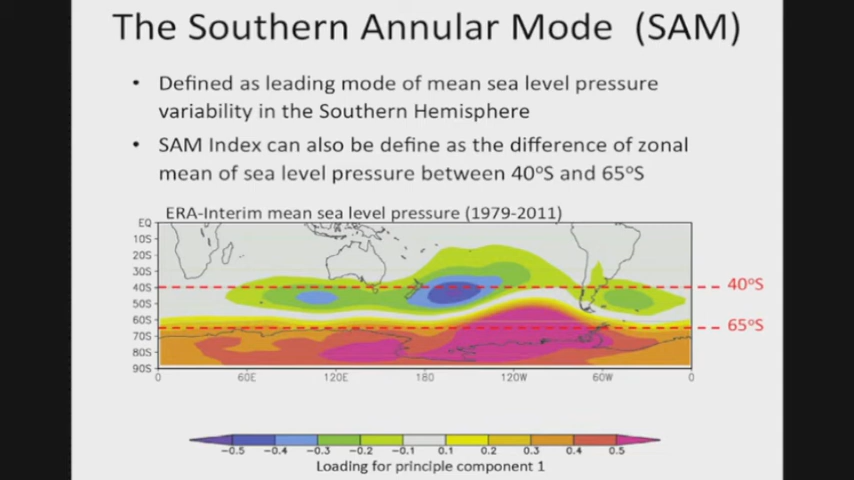 The Southern Annular Mode (SAM)
• Defined as leading mode of mean sea level pressure
variability in the Southern Hemisphere
• SAM Index can also be define as the difference of zonal
mean of sea level pressure between 40°S and 65°S
ERA-Interim mean sea level pressure (1979-2011)
EQ
10S
20S
30S
40S
50S
60S
70S
80S
90S
40°S
65°S
0 60E 120E 180 120W 60W 0
-0.5 -0.4 -0.3 -0.2 -0.1 0.1 0.2 0.3 0.4 0.5
Loading for principle component 1